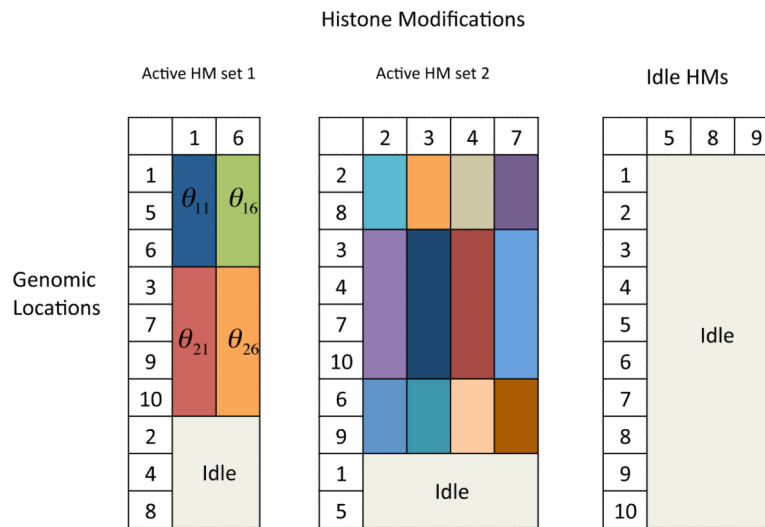 Histone Modifications
Active HM set 1
Active HM set 2
Idle HMs
1 6
2 3 4 7
5 8 9
Genomic
Locations
1
5
6
3
7
9
10
2
4
8
θ11 θ16
θ21 θ26
Idle
2
8
3
4
7
10
6
9
1
5
Idle
1
2
3
4
5
6
7
8
9
10
Idle